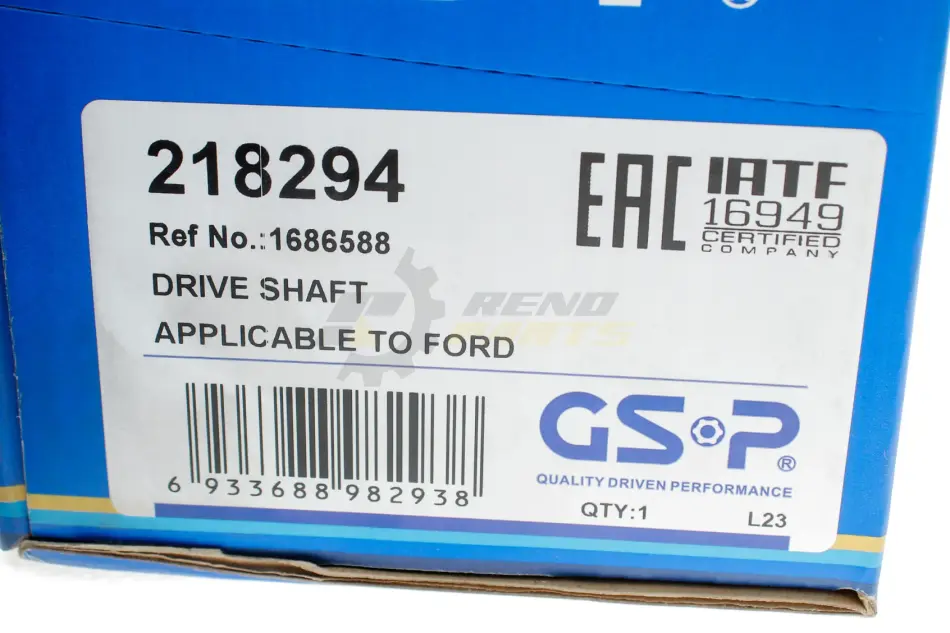 218294
Ref No.:1686588
DRIVE SHAFT
APPLICABLE TO FORD
EAC
IATF
16949
CERTIFIED
COMPANY
RENO
PARTS
6 933688 982938
GSP®
QUALITY DRIVEN PERFORMANCE
QTY:1
L23